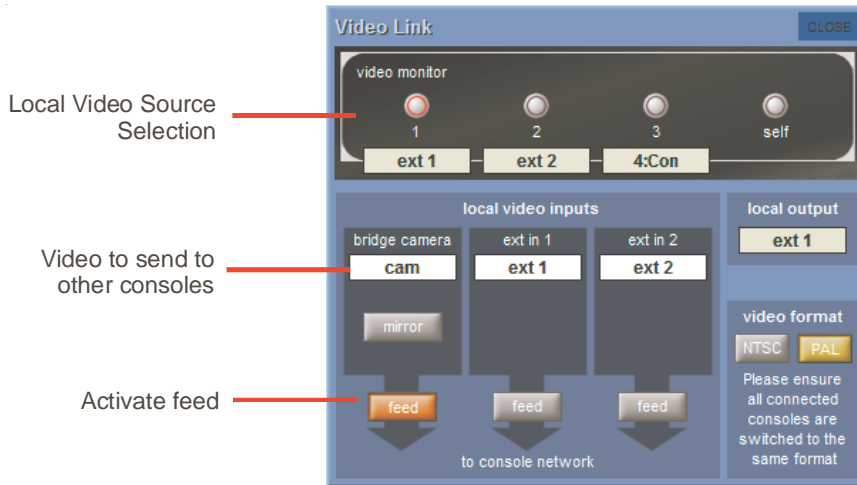 Video Link
CLOSE
video monitor
Local Video Source
Selection
1
2
3
self
ext 1
ext 2
4:Con
local video inputs
local output
bridge camera
ext in 1
ext in 2
ext 1
cam
ext 1
ext 2
Video to send to
other consoles
mirror
video format
NTSC
PAL
Please ensure
all connected
consoles are
switched to the
same format
Activate feed
feed
feed
feed
to console network